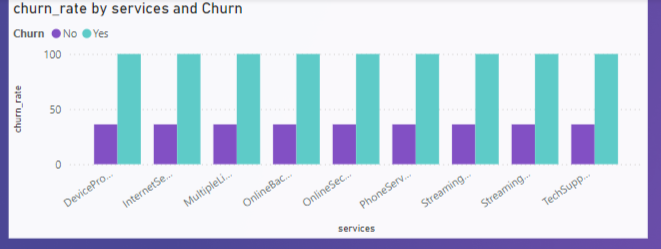 churn_rate by services and Churn
Churn No Yes
100
50
0
churn_rate
DevicePro...
InternetSe...
MultipleLi...
OnlineBac...
OnlineSec...
PhoneServ...
Streaming...
Streaming...
TechSupp...
services